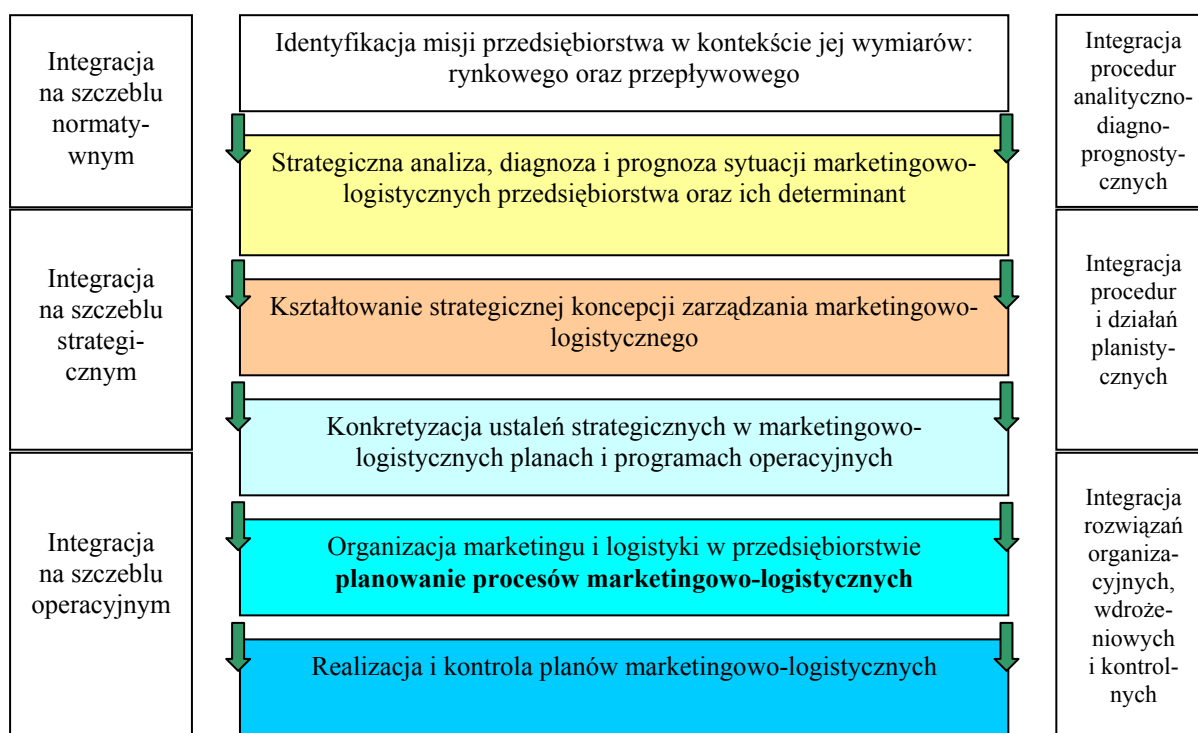 Integracja
na szczeblu
normaty-
wnym
Integracja
na szczeblu
strategi-
cznym
Integracja
na szczeblu
operacyjnym
Identyfikacja misji przedsiębiorstwa w kontekście jej wymiarów:
rynkowego oraz przepływowego
Strategiczna analiza, diagnoza i prognoza sytuacji marketingowo-
logistycznych przedsiębiorstwa oraz ich determinant
Kształtowanie strategicznej koncepcji zarządzania marketingowo-
logistycznego
Konkretyzacja ustaleń strategicznych w marketingowo-
logistycznych planach i programach operacyjnych
Organizacja marketingu i logistyki w przedsiębiorstwie
planowanie procesów marketingowo-logistycznych
Realizacja i kontrola planów marketingowo-logistycznych
Integracja
procedur
analityczno-
diagno-
prognosty-
cznych
Integracja
procedur
i działań
planisty-
cznych
Integracja
rozwiązań
organiza-
cyjnych,
wdroże-
niowych
i kontrol-
nych